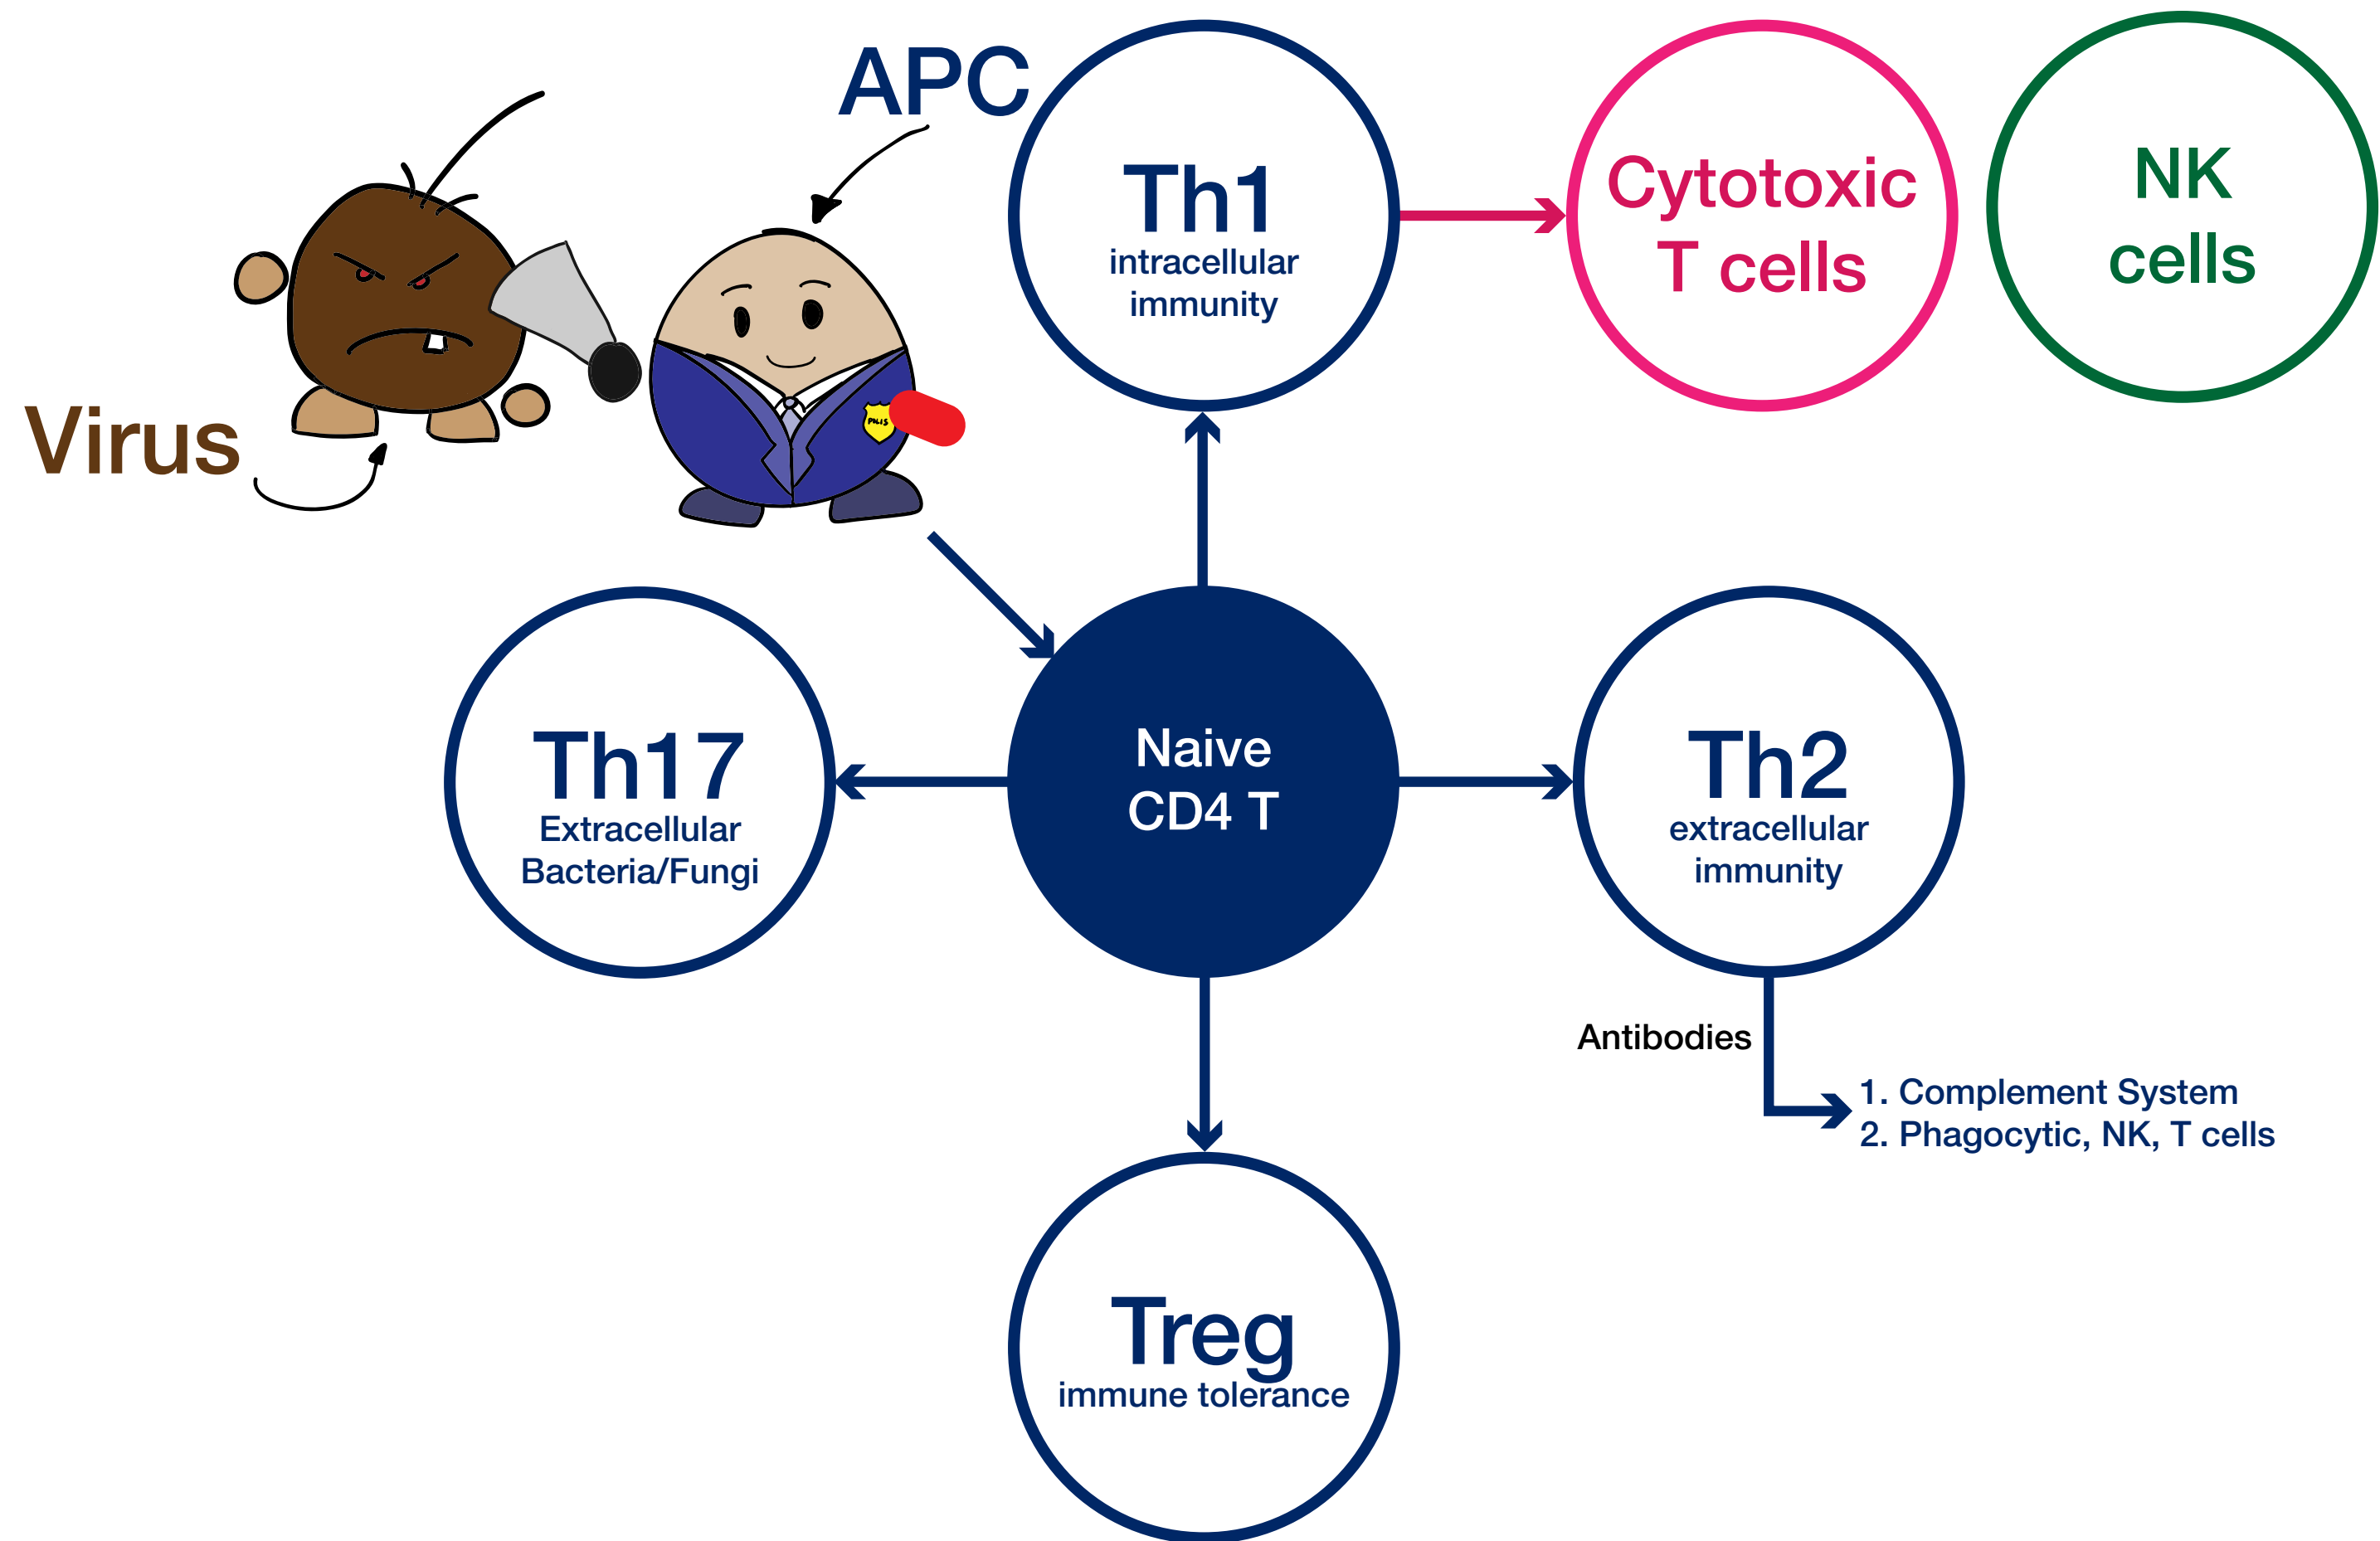 APC
Virus
Th1
intracellular
immunity
Cytotoxic
T cells
NK
cells
Th17
Extracellular
Bacteria/Fungi
Naive
CD4 T
Th2
extracellular
immunity
Antibodies
1. Complement System
2. Phagocytic, NK, T cells
Treg
immune tolerance